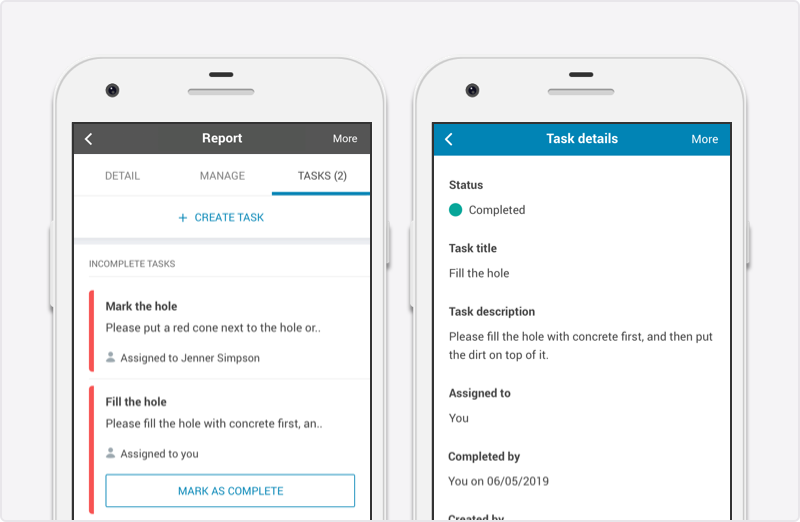 Report
More
DETAIL
MANAGE
TASKS (2)
+ CREATE TASK
INCOMPLETE TASKS
Mark the hole
Please put a red cone next to the hole or..
Assigned to Jenner Simpson
Fill the hole
Please fill the hole with concrete first, an..
Assigned to you
MARK AS COMPLETE
Task details
More
Status
Completed
Task title
Fill the hole
Task description
Please fill the hole with concrete first, and then put
the dirt on top of it.
Assigned to
You
Completed by
You on 06/05/2019
Created by